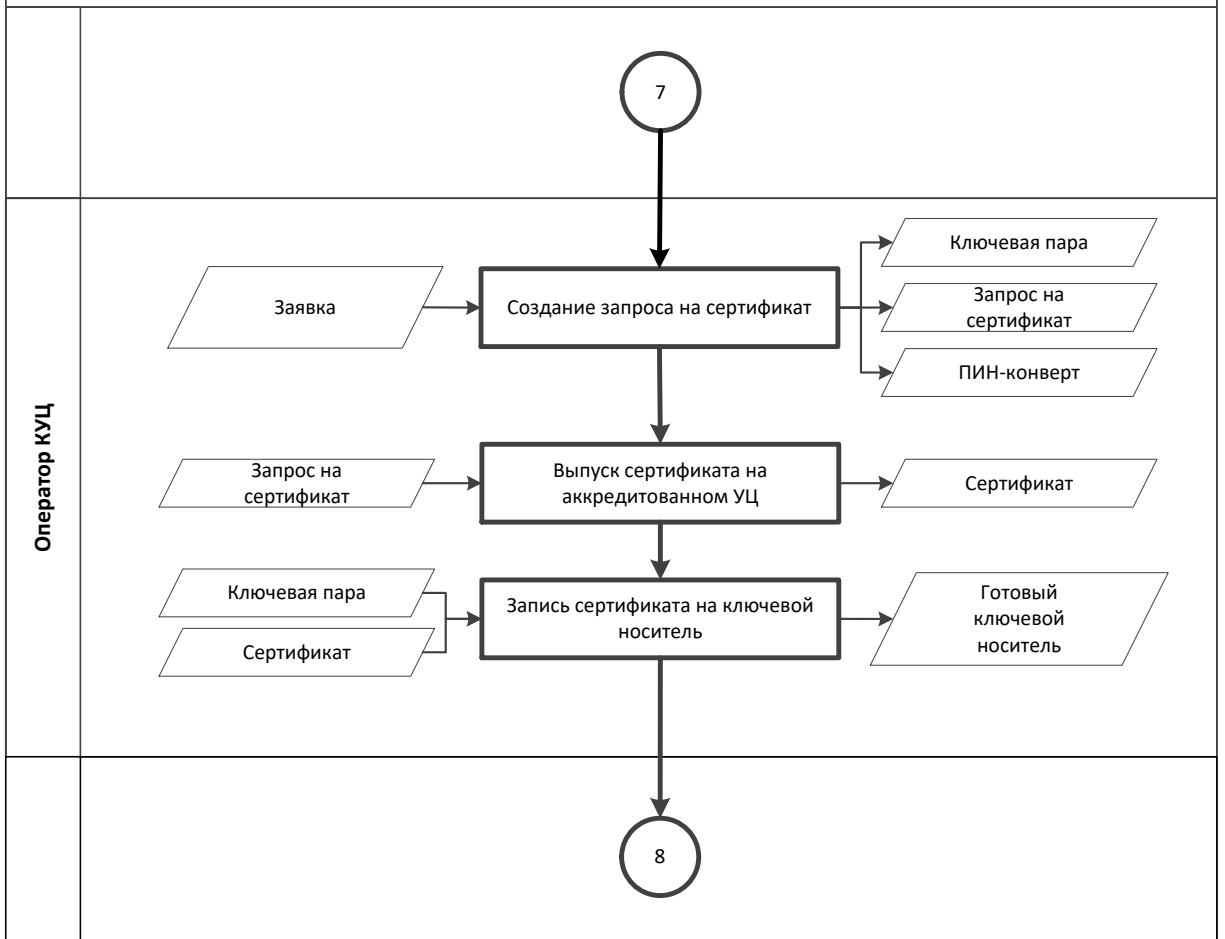 7
Ключевая пара
Заявка
Создание запроса на сертификат
Запрос на
сертификат
ПИН-конверт
Оператор КУЦ
Запрос на
сертификат
Выпуск сертификата на
аккредитованном УЦ
Сертификат
Ключевая пара
Сертификат
Запись сертификата на ключевой
носитель
Готовый
ключевой
носитель
8